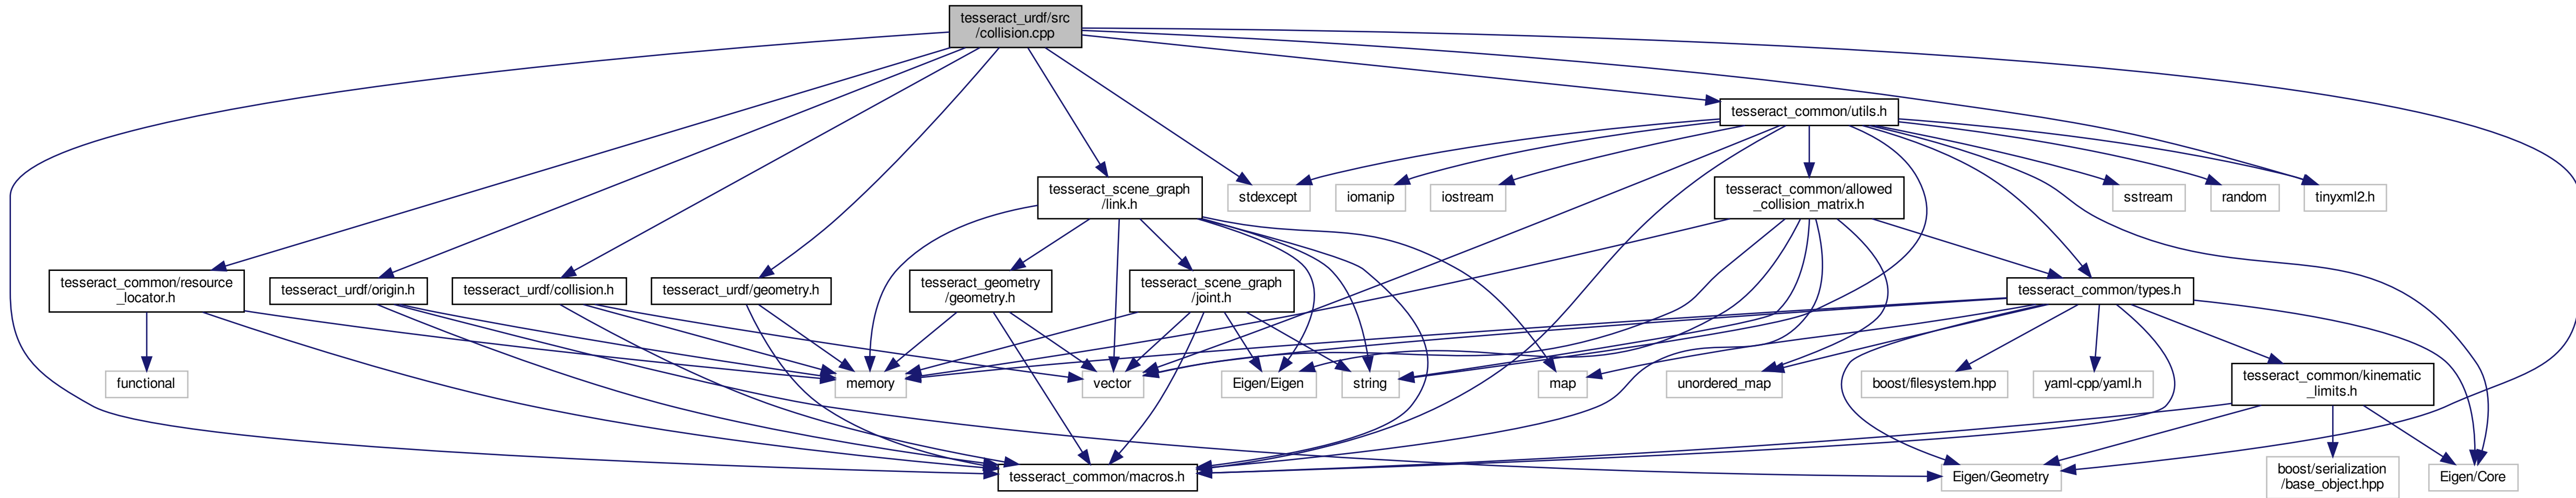 tesseract_urdf/src
/collision.cpp
tesseract_common/utils.h
tesseract_scene_graph
/link.h
stdexcept
iomanip
iostream
tesseract_common/allowed
_collision_matrix.h
sstream
random
tinyxml2.h
tesseract_common/resource
_locator.h
tesseract_urdf/origin.h
tesseract_urdf/collision.h
tesseract_urdf/geometry.h
tesseract_geometry
/geometry.h
tesseract_scene_graph
/joint.h
tesseract_common/types.h
functional
memory
vector
Eigen/Eigen
string
map
unordered_map
boost/filesystem.hpp
yaml-cpp/yaml.h
tesseract_common/kinematic
_limits.h
tesseract_common/macros.h
Eigen/Geometry
boost/serialization
/base_object.hpp
Eigen/Core